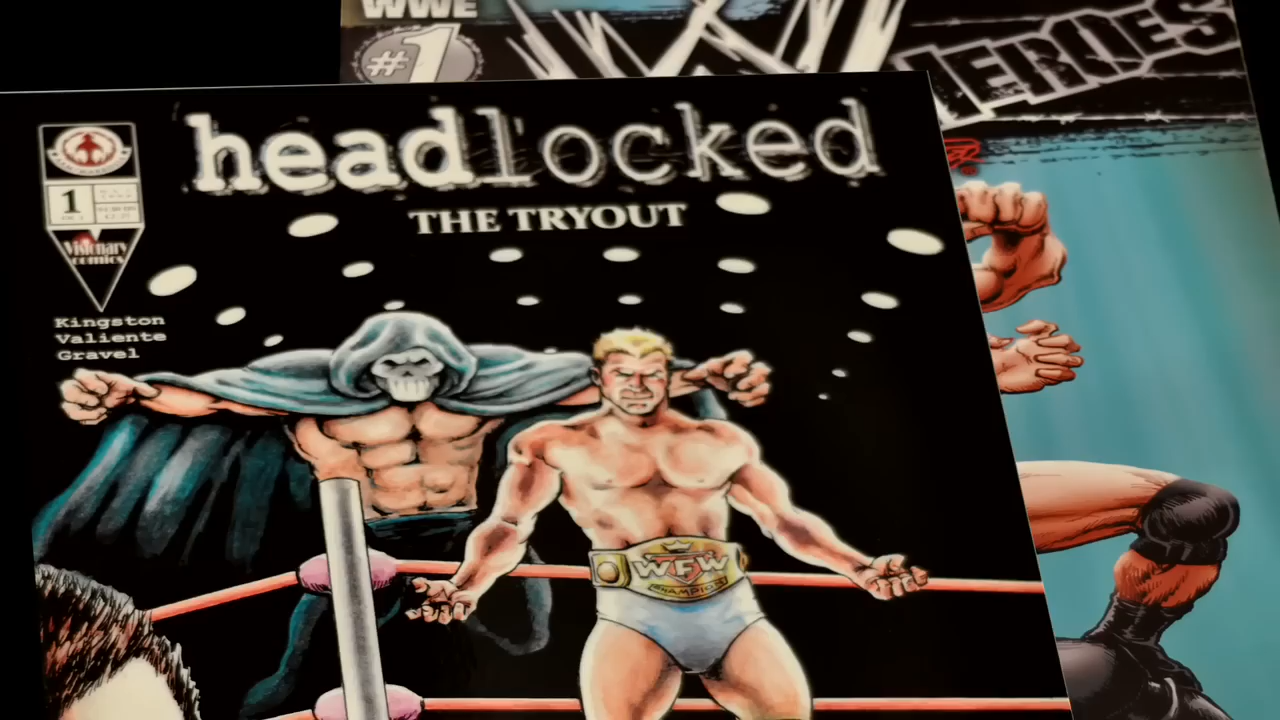 WWE
#1
HEROES
headlocked
THE TRYOUT
1
Visionary
comics
Kingston
Valiente
Gravel
WFW
CHAMPION